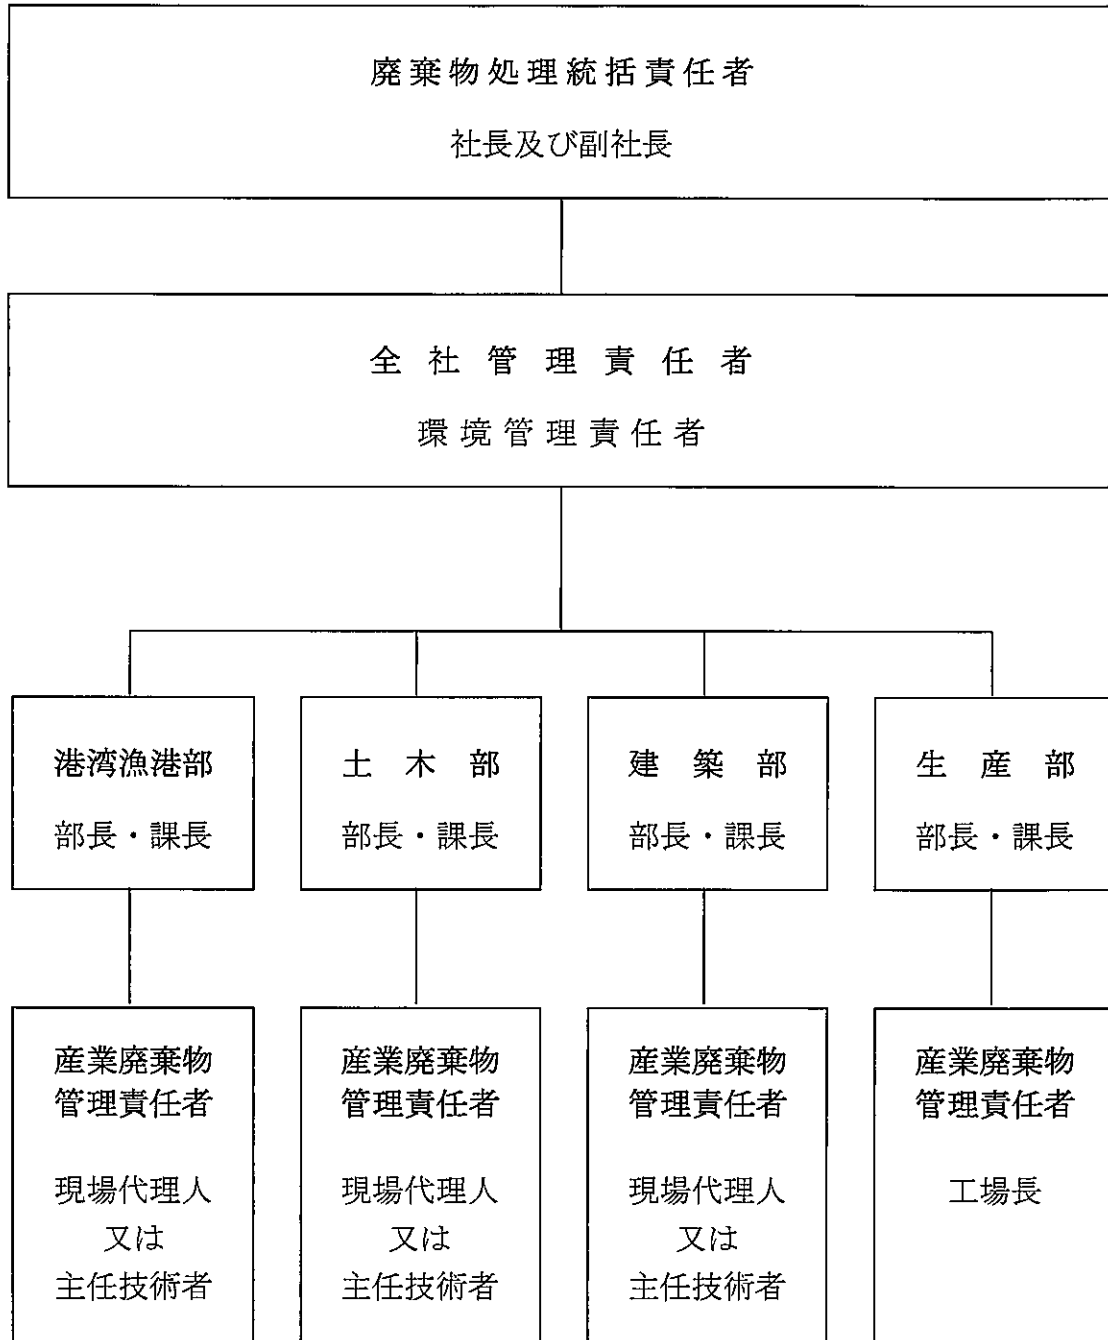 廃棄物処理統括責任者
社長及び副社長
全社管理責任者
環境管理責任者
港湾漁港部
部長・課長
土木部
部長・課長
建築部
部長・課長
生産部
部長・課長
産業廃棄物
管理責任者
現場代理人
又は
主任技術者
産業廃棄物
管理責任者
現場代理人
又は
主任技術者
産業廃棄物
管理責任者
現場代理人
又は
主任技術者
産業廃棄物
管理責任者
工場長